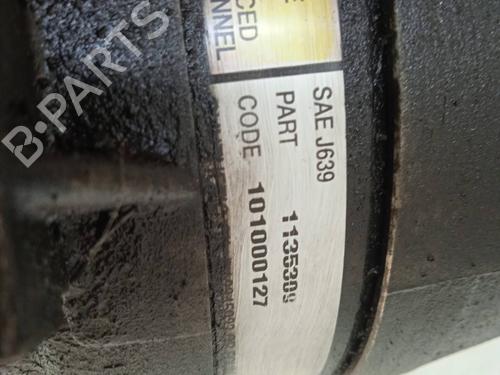 B-PARTS
CED
NNEL
SAE J639
PART 1135309
CODE 101000127